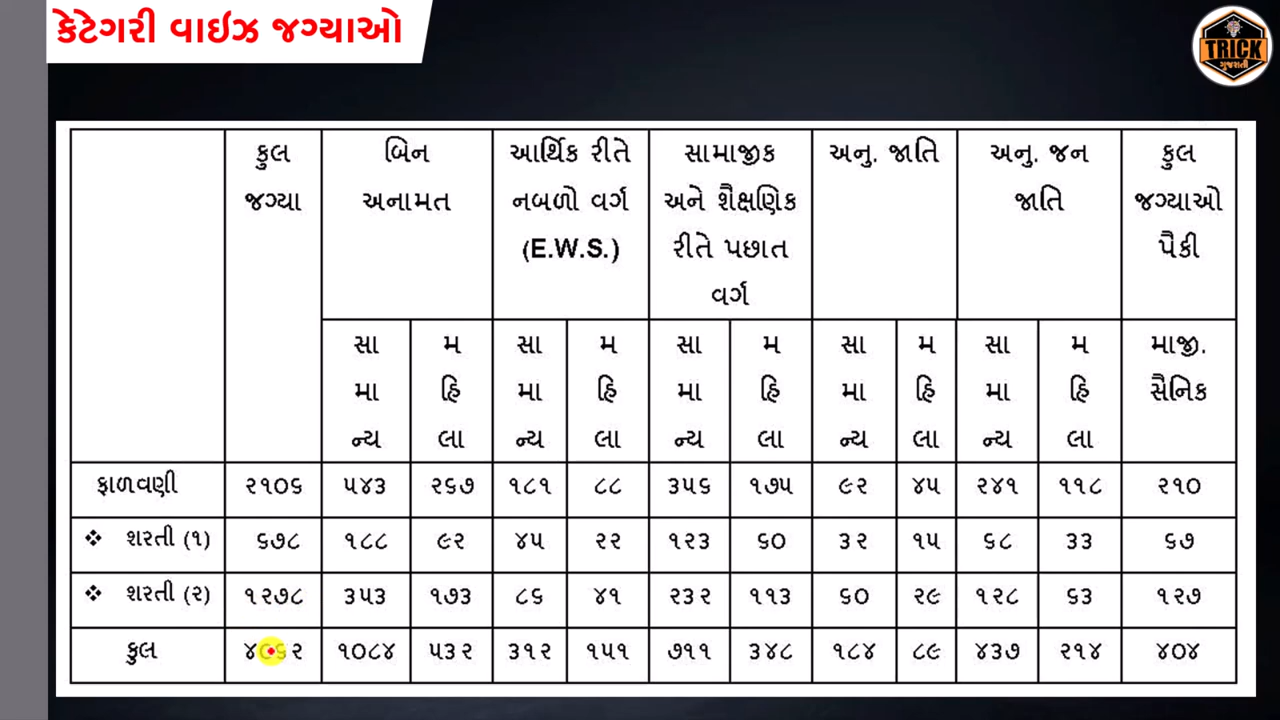 કેટેગરી વાઇઝ જગ્યાઓ
TRICK
ગુજરાતી
કુલ જગ્યા
બિન અનામત
આર્થિક રીતે નબળો વર્ગ (E.W.S.)
સામાજીક અને શૈક્ષણિક રીતે પછાત વર્ગ
અનુ. જાતિ
અનુ. જન જાતિ
કુલ જગ્યાઓ પૈકી
સામાન્ય મહિલા સામાન્ય મહિલા સામાન્ય મહિલા સામાન્ય મહિલા સામાન્ય મહિલા માજી. સૈનિક
ફાળવણી ૨૧૦૬ ૫૪૩ ૨૬૭ ૧૮૧ ૮૮ ૩૫૬ ૧૭૫ ૯૨ ૪૫ ૨૪૧ ૧૧૮ ૨૧૦
❖ શરતી (૧) ૬૭૮ ૧૮૮ ૯૨ ૪૫ ૨૨ ૧૨૩ ૬૦ ૩૨ ૧૫ ૬૮ ૩૩ ૬૭
❖ શરતી (૨) ૧૨૭૮ ૩૫૩ ૧૭૩ ૮૬ ૪૧ ૨૩૨ ૧૧૩ ૬૦ ૨૯ ૧૨૮ ૬૩ ૧૨૭
કુલ ૪૦૬૨ ૧૦૮૪ ૫૩૨ ૩૧૨ ૧૫૧ ૭૧૧ ૩૪૮ ૧૮૪ ૮૯ ૪૩૭ ૨૧૪ ૪૦૪